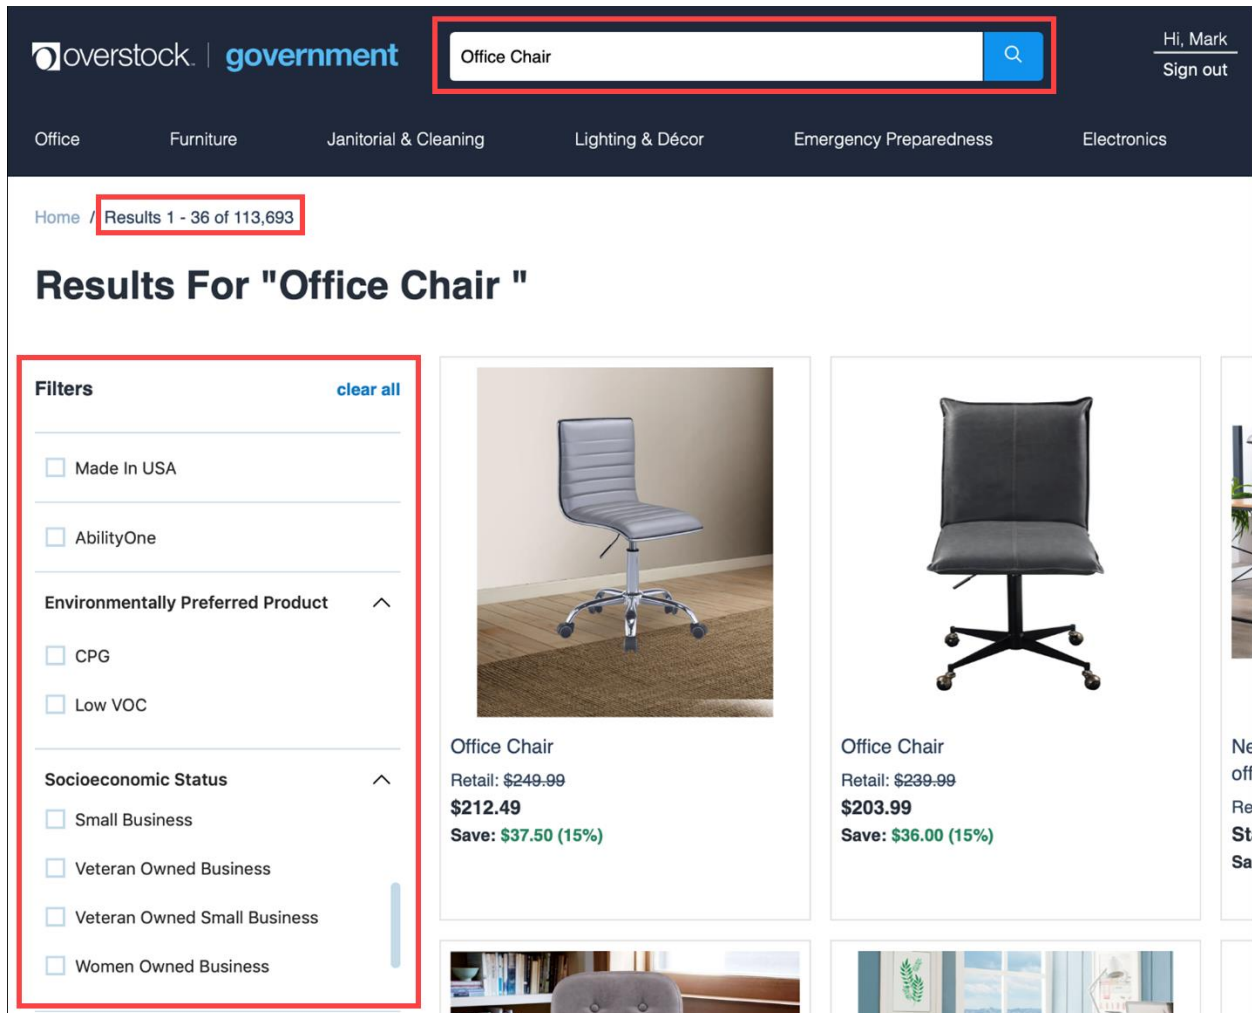 overstock. | government
Office Chair
Hi, Mark
Sign out
Office
Furniture
Janitorial & Cleaning
Lighting & Décor
Emergency Preparedness
Electronics
Home / Results 1 - 36 of 113,693
Results For "Office Chair "
Filters
clear all
Made In USA
AbilityOne
Environmentally Preferred Product
CPG
Low VOC
Socioeconomic Status
Small Business
Veteran Owned Business
Veteran Owned Small Business
Women Owned Business
Office Chair
Retail: $249.99
$212.49
Save: $37.50 (15%)
Office Chair
Retail: $239.99
$203.99
Save: $36.00 (15%)